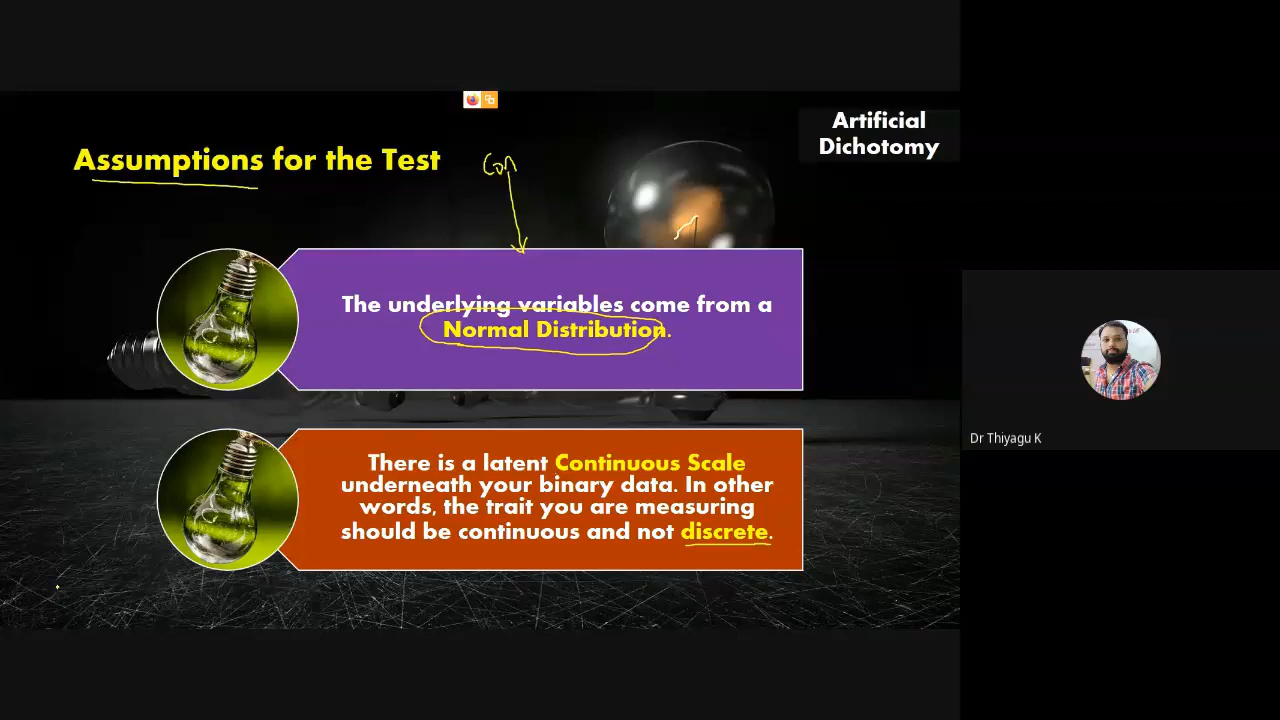 Artificial
Dichotomy
Assumptions for the Test
Con
The underlying variables come from a
Normal Distribution.
There is a latent Continuous Scale
underneath your binary data. In other
words, the trait you are measuring
should be continuous and not discrete.
Dr Thiyagu K